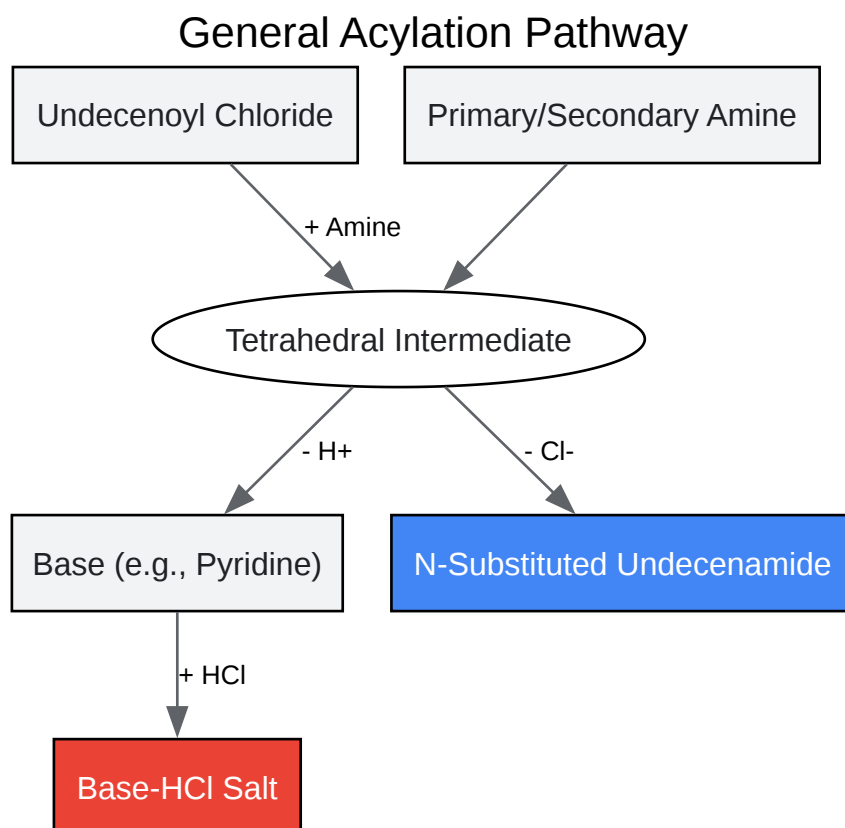 General Acylation Pathway
Undecenoyl Chloride
Primary/Secondary Amine
+ Amine
Tetrahedral Intermediate
- H+
- Cl-
Base (e.g., Pyridine)
N-Substituted Undecenamide
+ HCl
Base-HCl Salt